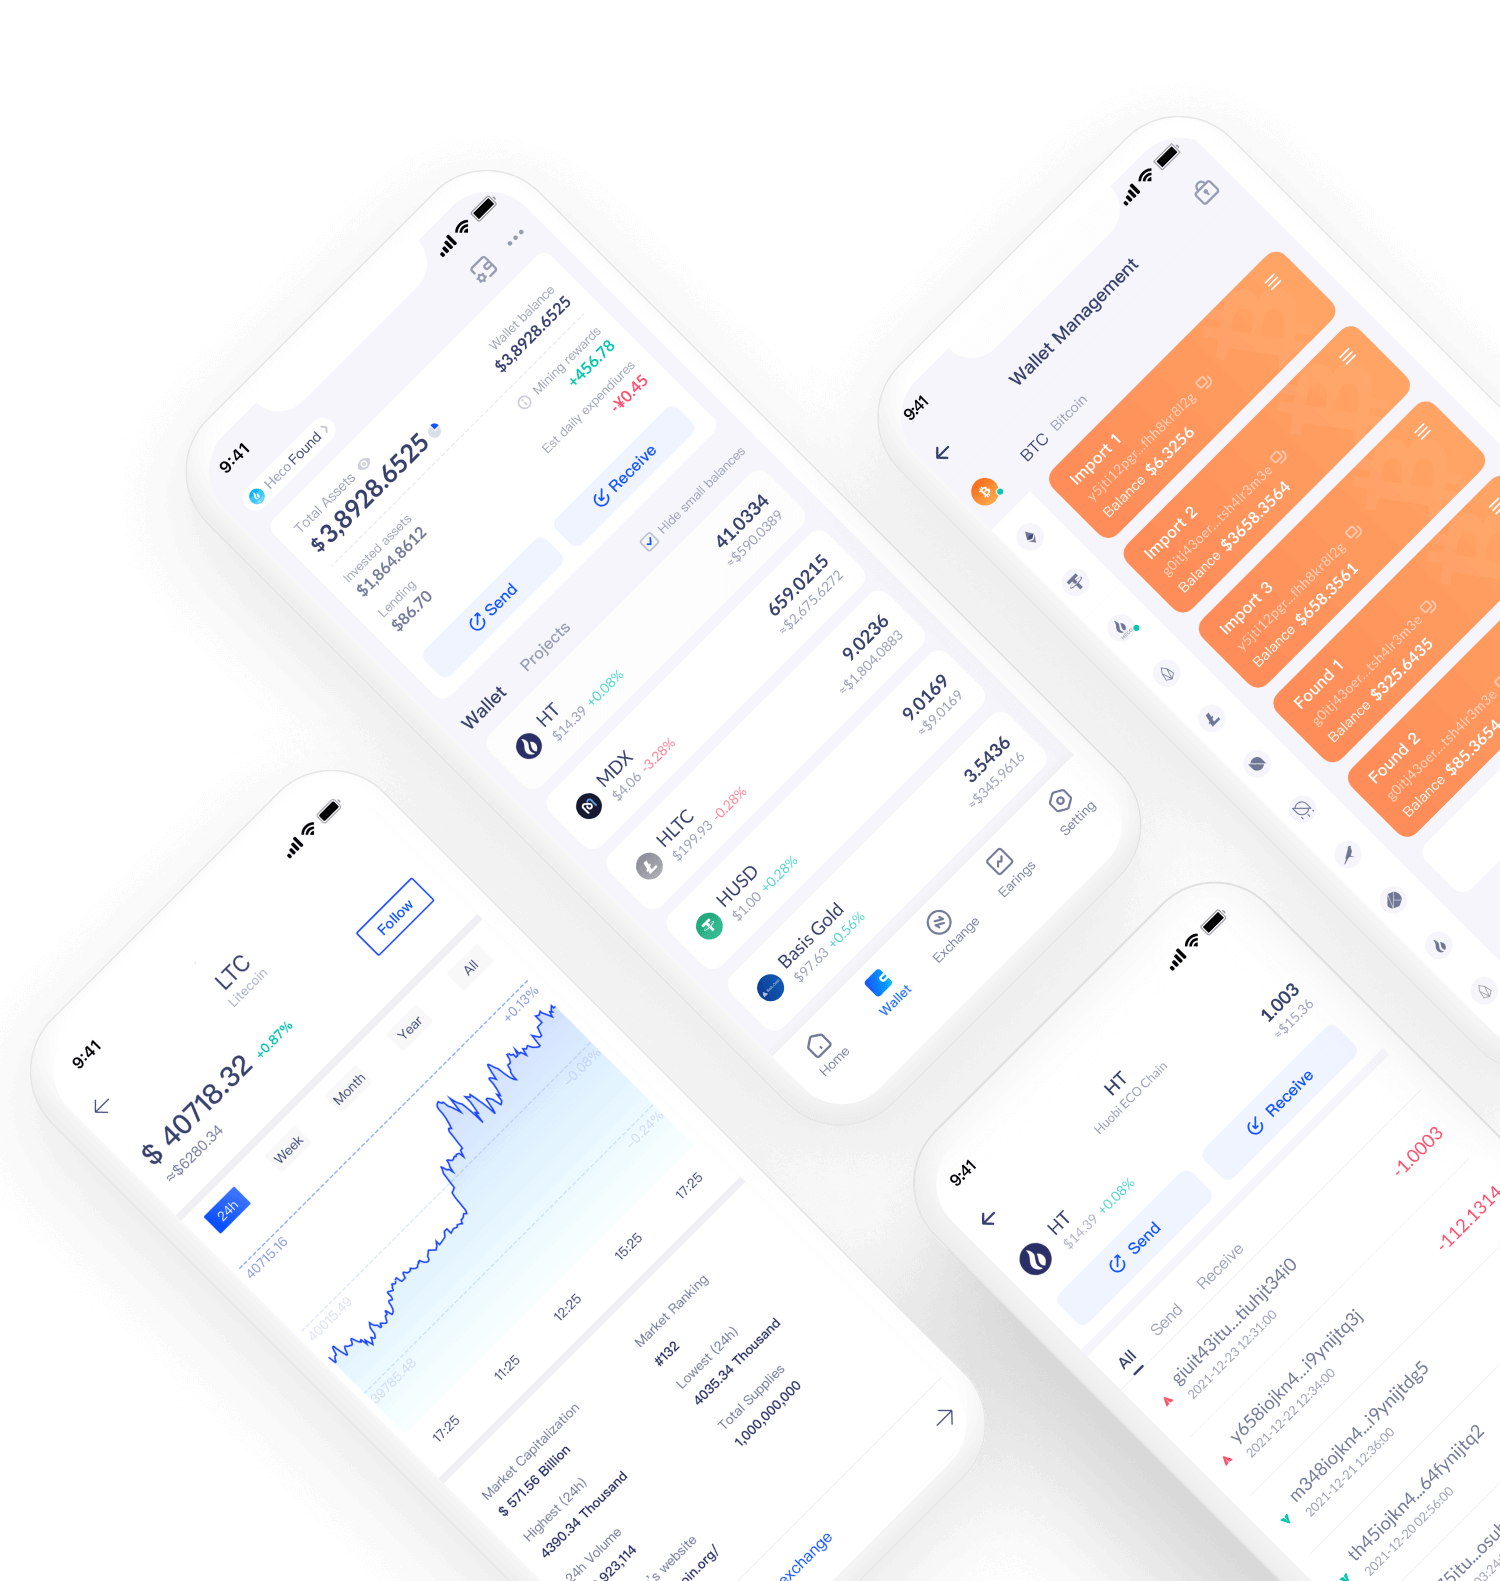 9:41
Heco Found
Total Assets
$3,8928.6525
Wallet balance
$3,8928.6525
Invested assets
$1,864.8612
Mining rewards
+456.78
Lending
$86.70
Est daily expendiures
-¥0.45
Send
Receive
Wallet
Projects
Hide small balances
HT
$14.39 +0.08%
41.0334
≈$590.0389
MDX
$4.06 -3.28%
659.0215
≈$2,675.6272
HLTC
$199.93 -0.28%
9.0236
≈$1,804.0883
HUSD
$1.00 +0.28%
9.0169
≈$9.0169
Basis Gold
$97.63 +0.56%
3.5436
≈$345.9616
Home
Wallet
Exchange
Earings
Setting
9:41
Wallet Management
BTC Bitcoin
Import 1
y5jti12pgr...fhh8kr8l2g
Balance $6.3256
Import 2
g0ltj43oer...tsh4lr3m3e
Balance $3658.3564
Import 3
y5jti12pgr...fhh8kr8l2g
Balance $658.3561
Found 1
g0ltj43oer...tsh4lr3m3e
Balance $325.6435
Found 2
g0ltj43oer...tsh4lr3m3e
Balance $85.3654
9:41
LTC
Litecoin
Follow
$ 40718.32 +0.87%
≈$6280.34
24h
Week
Month
Year
All
40715.16
+0.13%
40015.49
-0.08%
39785.48
-0.24%
17:25
11:25
12:25
15:25
17:25
Market Capitalization
$ 571.56 Billion
Market Ranking
#132
Highest (24h)
4390.34 Thousand
Lowest (24h)
4035.34 Thousand
24h Volume
923,114
Total Supplies
1,000,000,000
's website
oin.org/
exchange
9:41
HT
Huobi ECO Chain
HT
$14.39 +0.08%
1.003
≈$15.36
Send
Receive
All
Send
Receive
giuit43itu...tiuhjt34i0
2021-12-23 12:31:00
-1.0003
y658iojkn4...i9ynijtq3j
2021-12-22 12:34:00
-112.1314
m348iojkn4...i9ynijtdg5
2021-12-21 12:36:00
th45iojkn4...64fynijtq2
2021-12-20 02:56:00